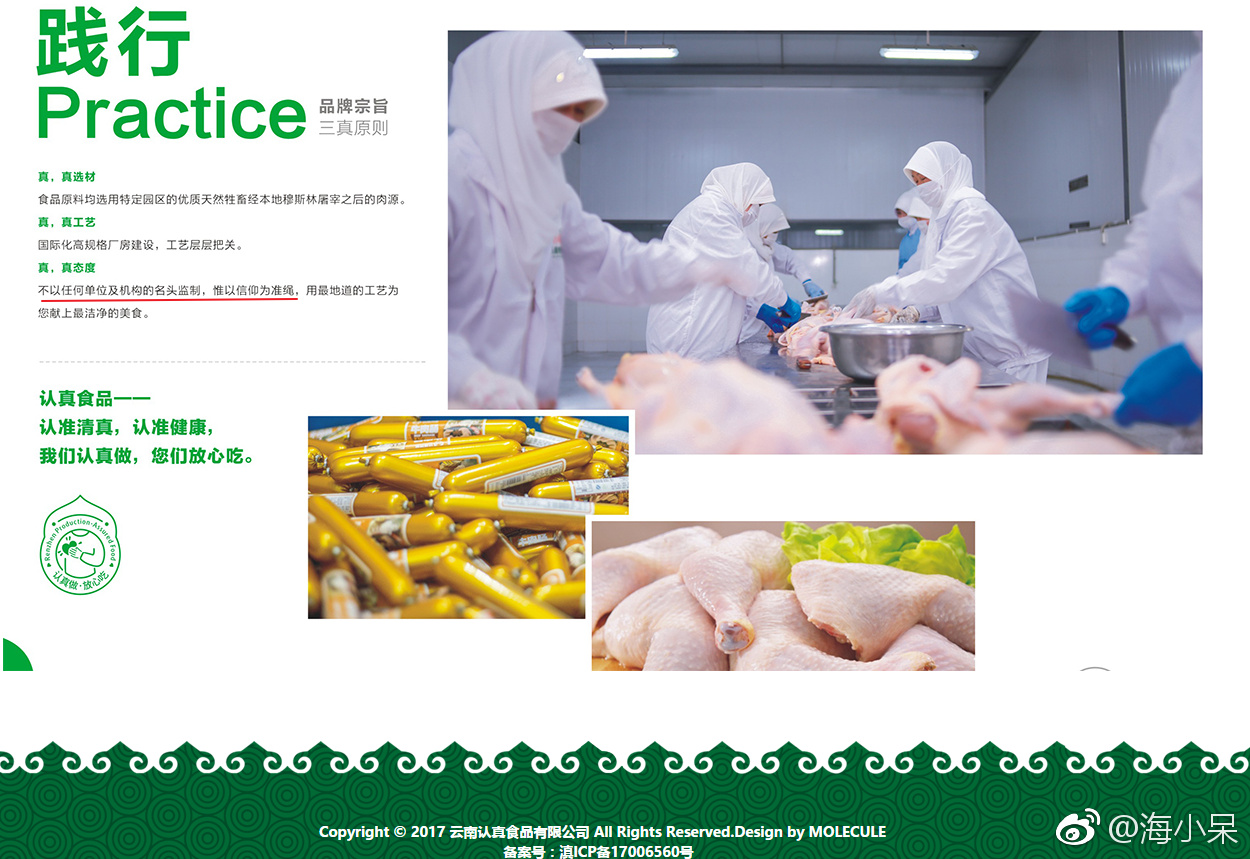 践行
Practice
品牌宗旨
三真原则
真，真选材
食品原料均选用特定园区的优质天然牲畜经本地穆斯林屠宰之后的肉源。
真，真工艺
国际化高规格厂房建设，工艺层层把关。
真，真态度
不以任何单位及机构的名头监制，惟以信仰为准绳，用最地道的工艺为
您献上最洁净的美食。
认真食品——
认准清真，认准健康，
我们认真做，您们放心吃。
Renzhen Production·Assured Food
认真做·放心吃
Copyright © 2017 云南认真食品有限公司 All Rights Reserved.Design by MOLECULE
备案号：滇ICP备17006560号
@海小呆